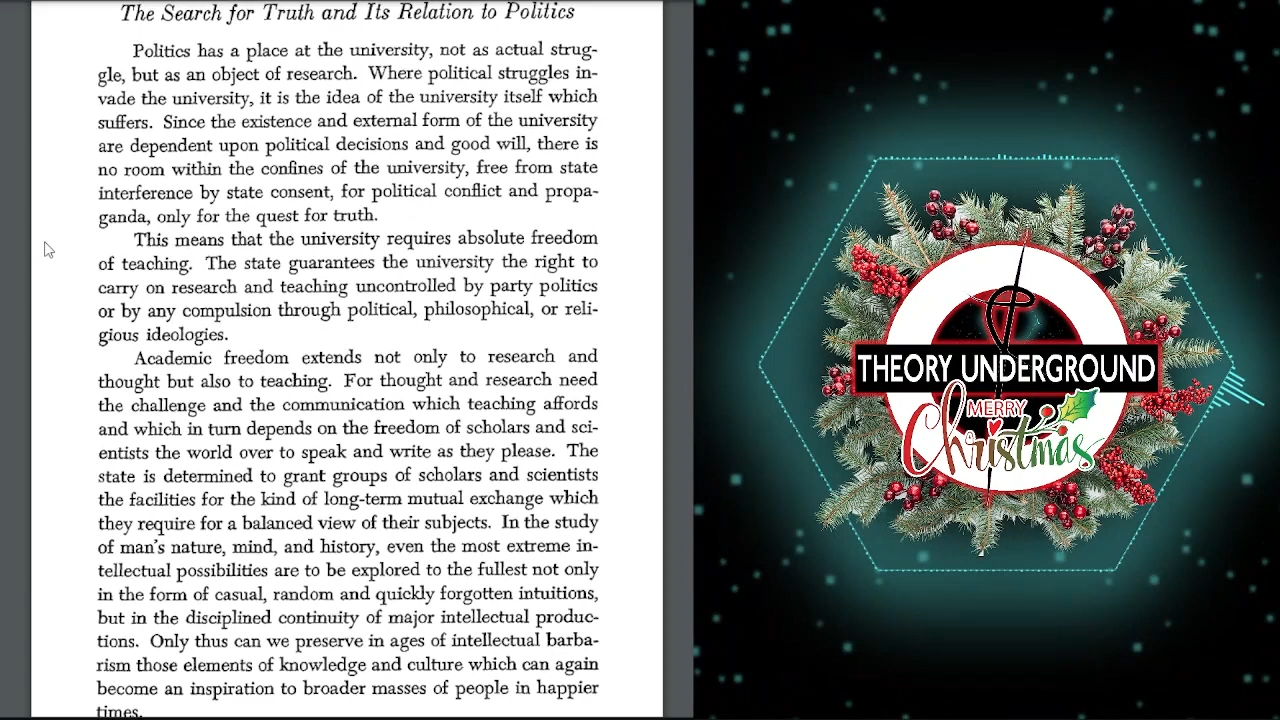 The Search for Truth and Its Relation to Politics
Politics has a place at the university, not as actual strug-
gle, but as an object of research. Where political struggles in-
vade the university, it is the idea of the university itself which
suffers. Since the existence and external form of the university
are dependent upon political decisions and good will, there is
no room within the confines of the university, free from state
interference by state consent, for political conflict and propa-
ganda, only for the quest for truth.
This means that the university requires absolute freedom
of teaching. The state guarantees the university the right to
carry on research and teaching uncontrolled by party politics
or by any compulsion through political, philosophical, or reli-
gious ideologies.
Academic freedom extends not only to research and
thought but also to teaching. For thought and research need
the challenge and the communication which teaching affords
and which in turn depends on the freedom of scholars and sci-
entists the world over to speak and write as they please. The
state is determined to grant groups of scholars and scientists
the facilities for the kind of long-term mutual exchange which
they require for a balanced view of their subjects. In the study
of man's nature, mind, and history, even the most extreme in-
tellectual possibilities are to be explored to the fullest not only
in the form of casual, random and quickly forgotten intuitions,
but in the disciplined continuity of major intellectual produc-
tions. Only thus can we preserve in ages of intellectual barba-
rism those elements of knowledge and culture which can again
become an inspiration to broader masses of people in happier
times.
THEORY UNDERGROUND
MERRY
Christmas